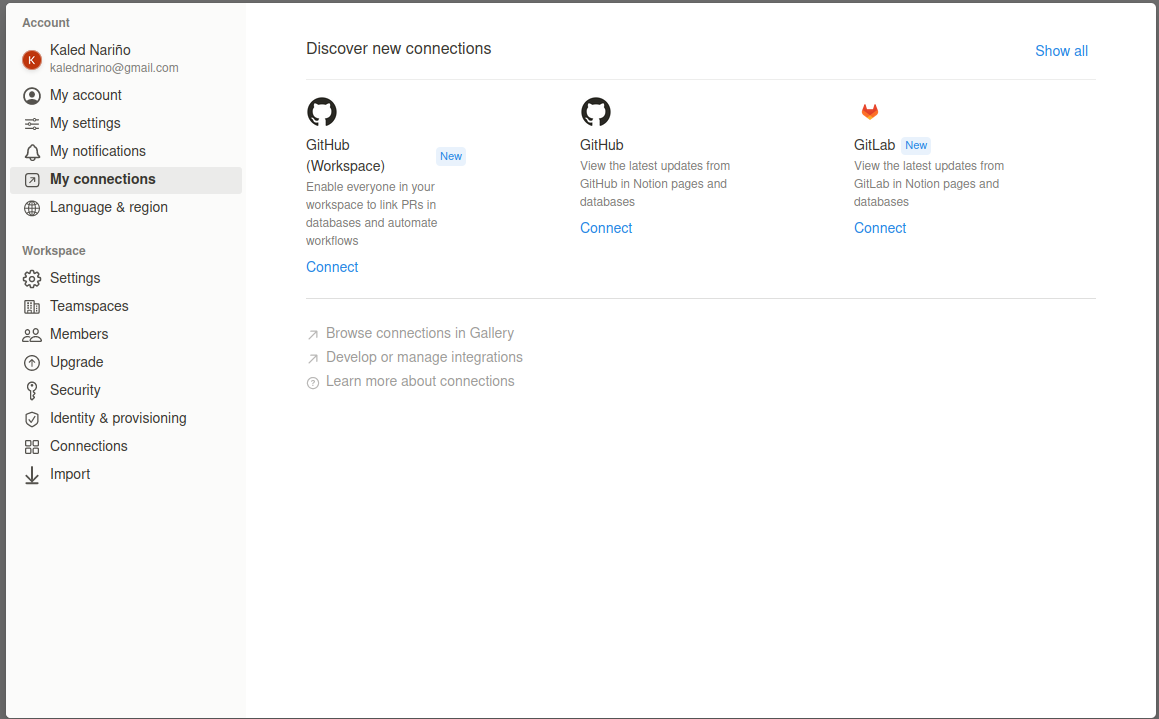 Account
K
Kaled Nariño
kalednarino@gmail.com
My account
My settings
My notifications
My connections
Language & region
Workspace
Settings
Teamspaces
Members
Upgrade
Security
Identity & provisioning
Connections
Import
Discover new connections
Show all
GitHub
(Workspace)
New
Enable everyone in your
workspace to link PRs in
databases and automate
workflows
Connect
GitHub
View the latest updates from
GitHub in Notion pages and
databases
Connect
GitLab New
View the latest updates from
GitLab in Notion pages and
databases
Connect
Browse connections in Gallery
Develop or manage integrations
? Learn more about connections